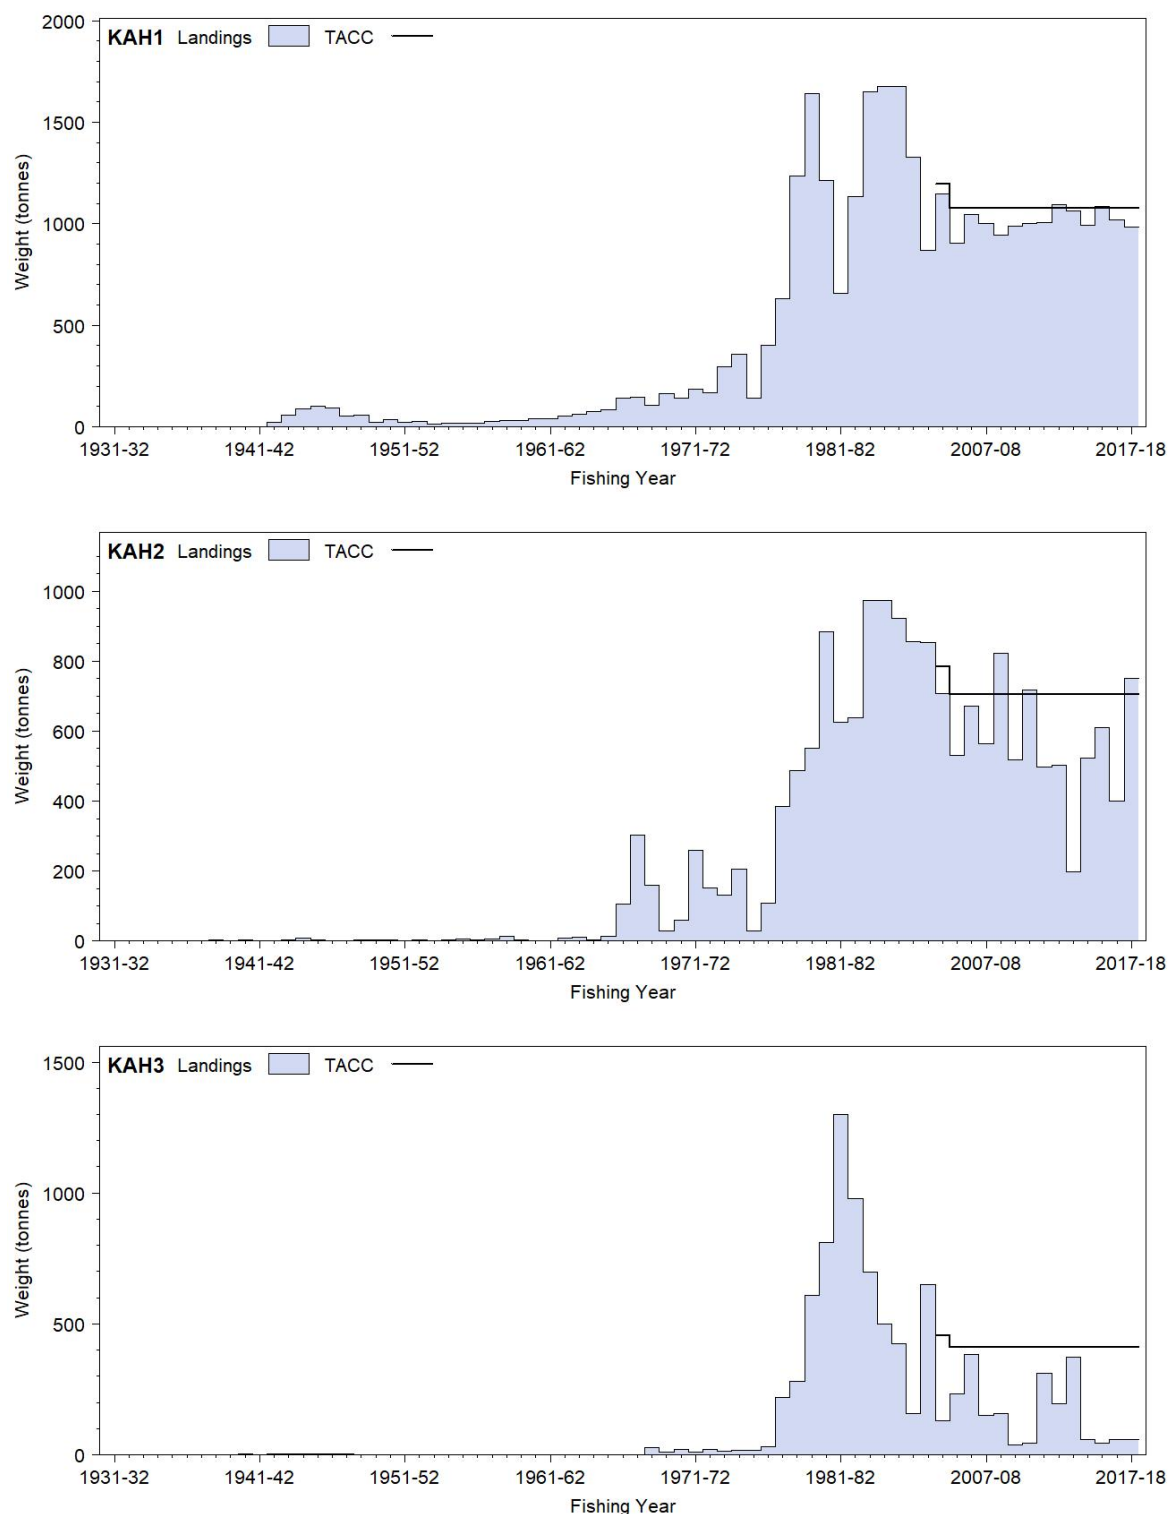 KAH1 Landings TACC
2000
1500
1000
500
0
Weight (tonnes)
1931-32 1941-42 1951-52 1961-62 1971-72 1981-82 2007-08 2017-18
Fishing Year
KAH2 Landings TACC
1000
800
600
400
200
0
Weight (tonnes)
1931-32 1941-42 1951-52 1961-62 1971-72 1981-82 2007-08 2017-18
Fishing Year
KAH3 Landings TACC
1500
1000
500
0
Weight (tonnes)
1931-32 1941-42 1951-52 1961-62 1971-72 1981-82 2007-08 2017-18
Fishing Year